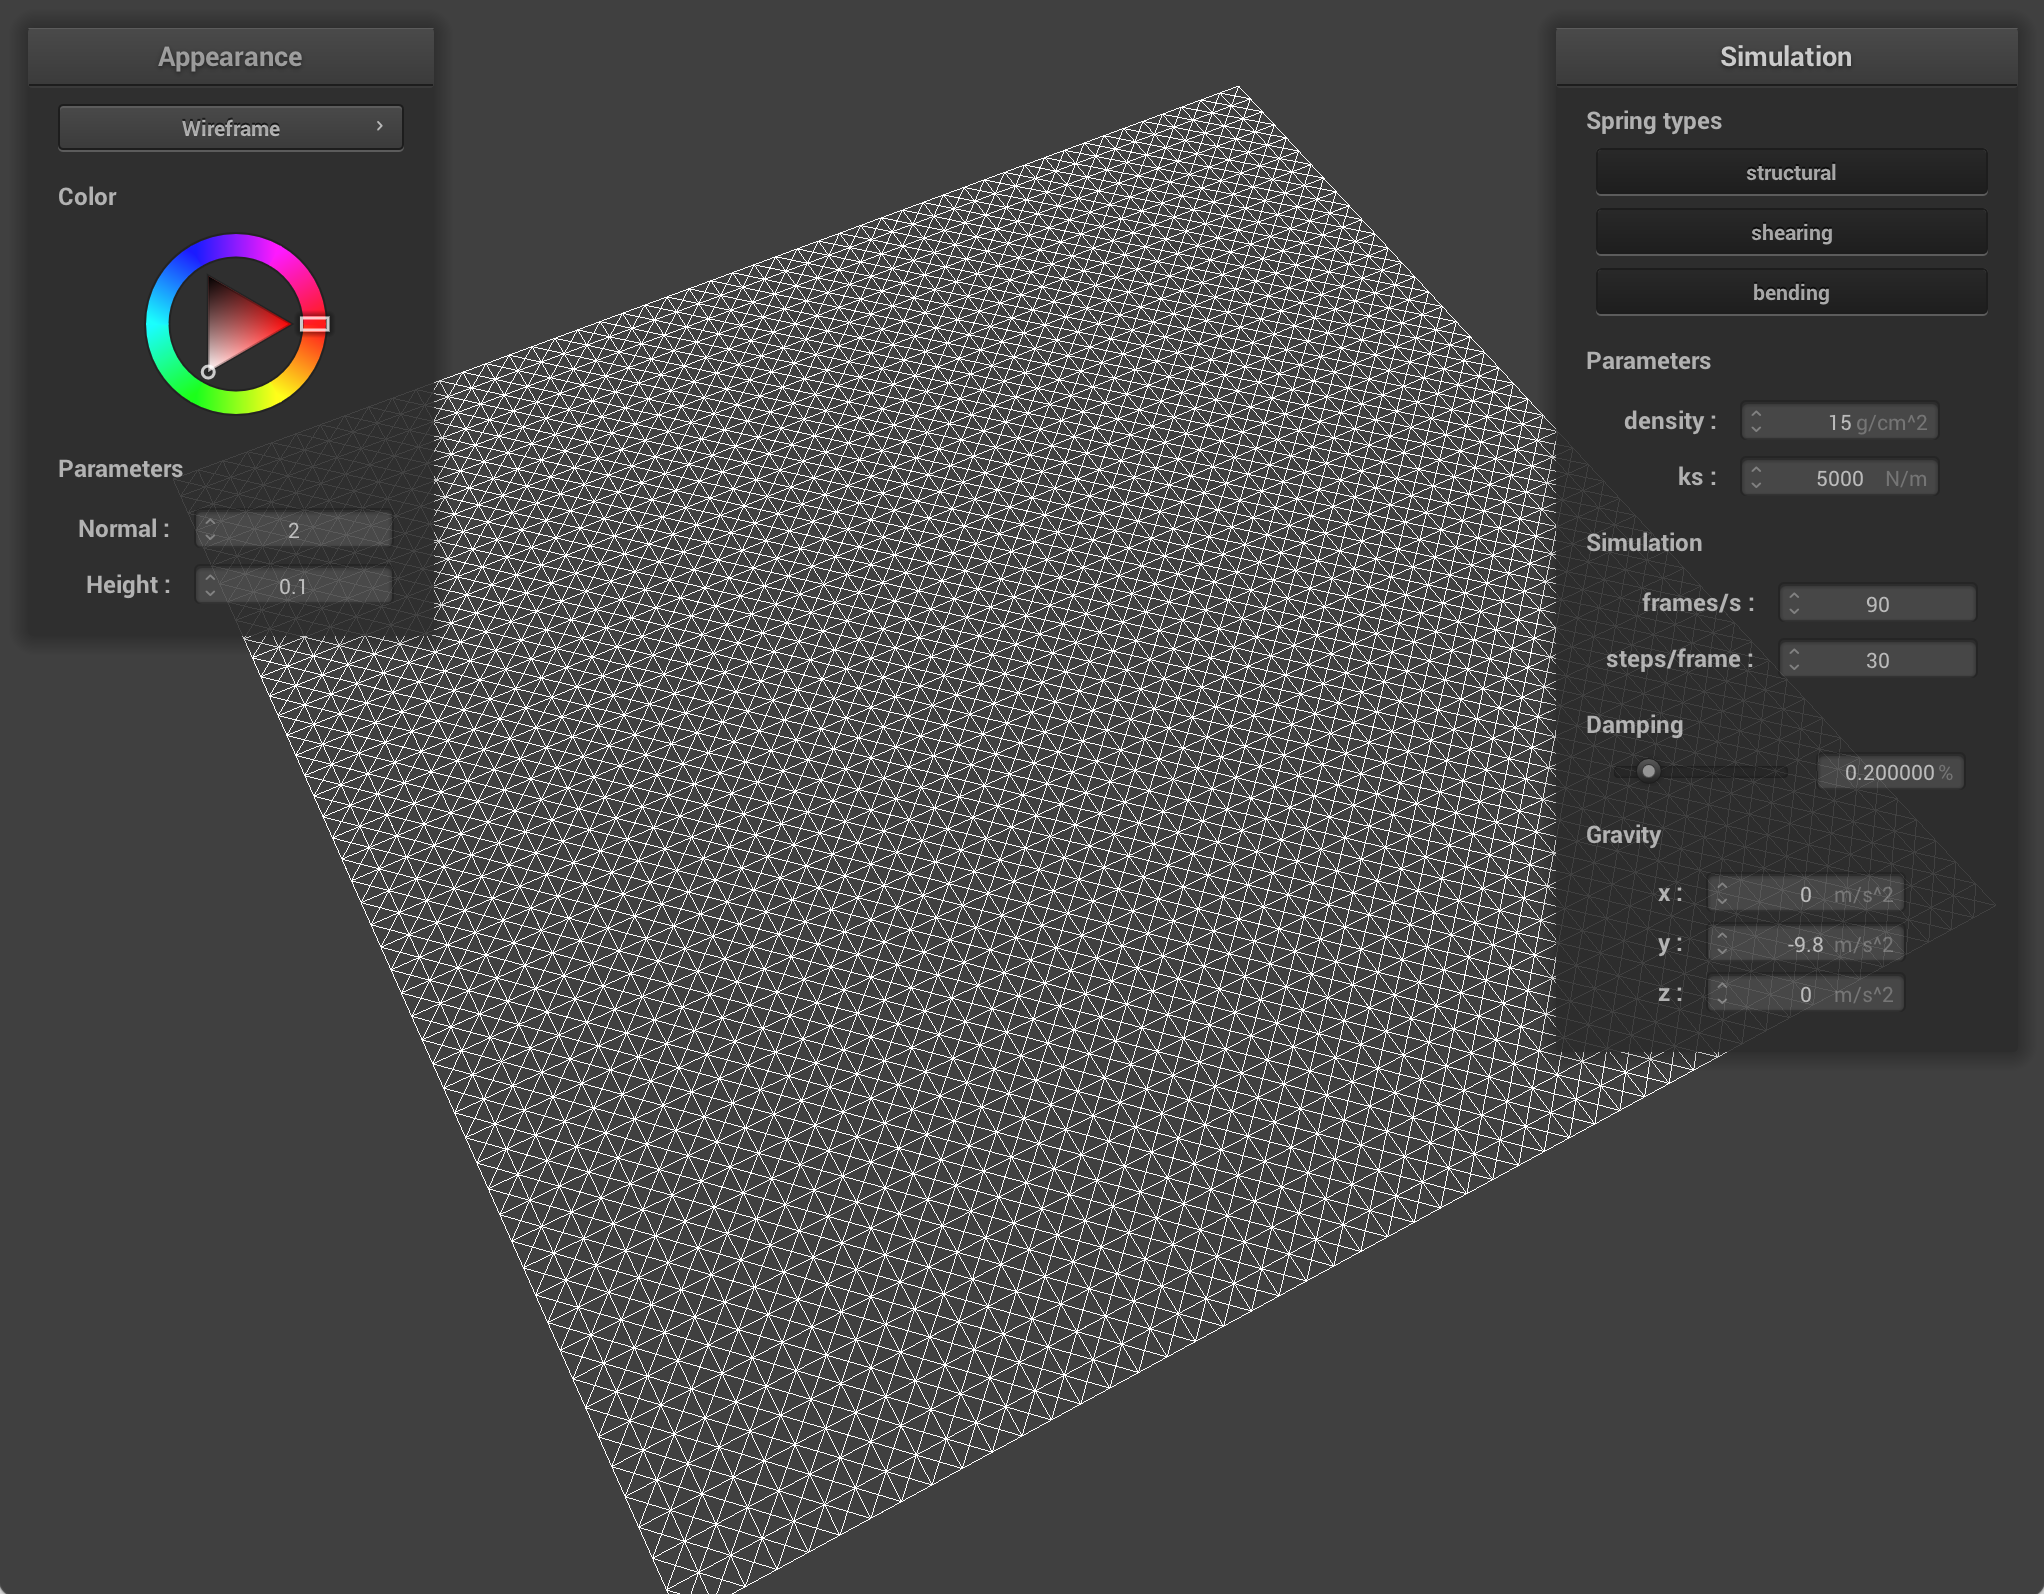 Appearance
Wireframe
Color
Parameters
Normal : 2
Height : 0.1
Simulation
Spring types
structural
shearing
bending
Parameters
density : 15 g/cm^2
ks : 5000 N/m
Simulation
frames/s : 90
steps/frame : 30
Damping
0.200000 %
Gravity
x : 0 m/s^2
y : -9.8 m/s^2
z : 0 m/s^2